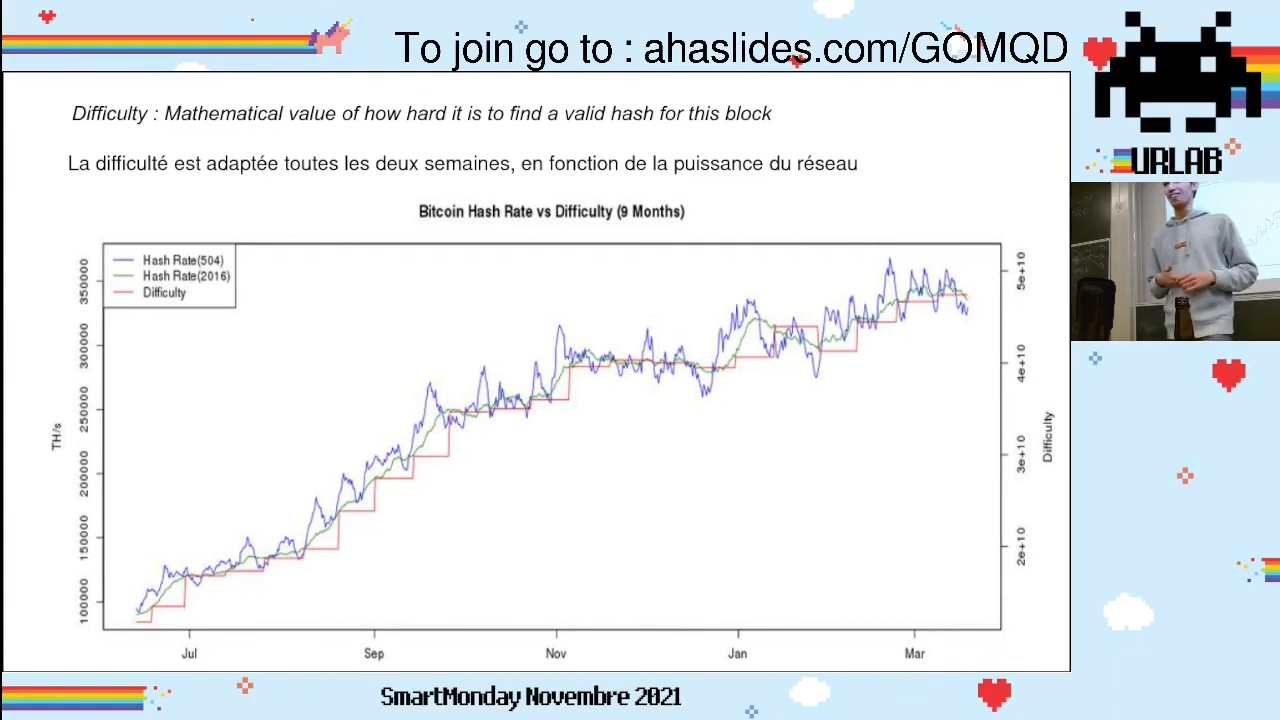 To join go to : ahaslides.com/GOMQD
URLAB
Difficulty : Mathematical value of how hard it is to find a valid hash for this block
La difficulté est adaptée toutes les deux semaines, en fonction de la puissance du réseau
Bitcoin Hash Rate vs Difficulty (9 Months)
Hash Rate(504)
Hash Rate(2016)
Difficulty
TH/s
350000
300000
250000
200000
150000
100000
5e+10
4e+10
3e+10
2e+10
Difficulty
Jul Sep Nov Jan Mar
SmartMonday Novembre 2021